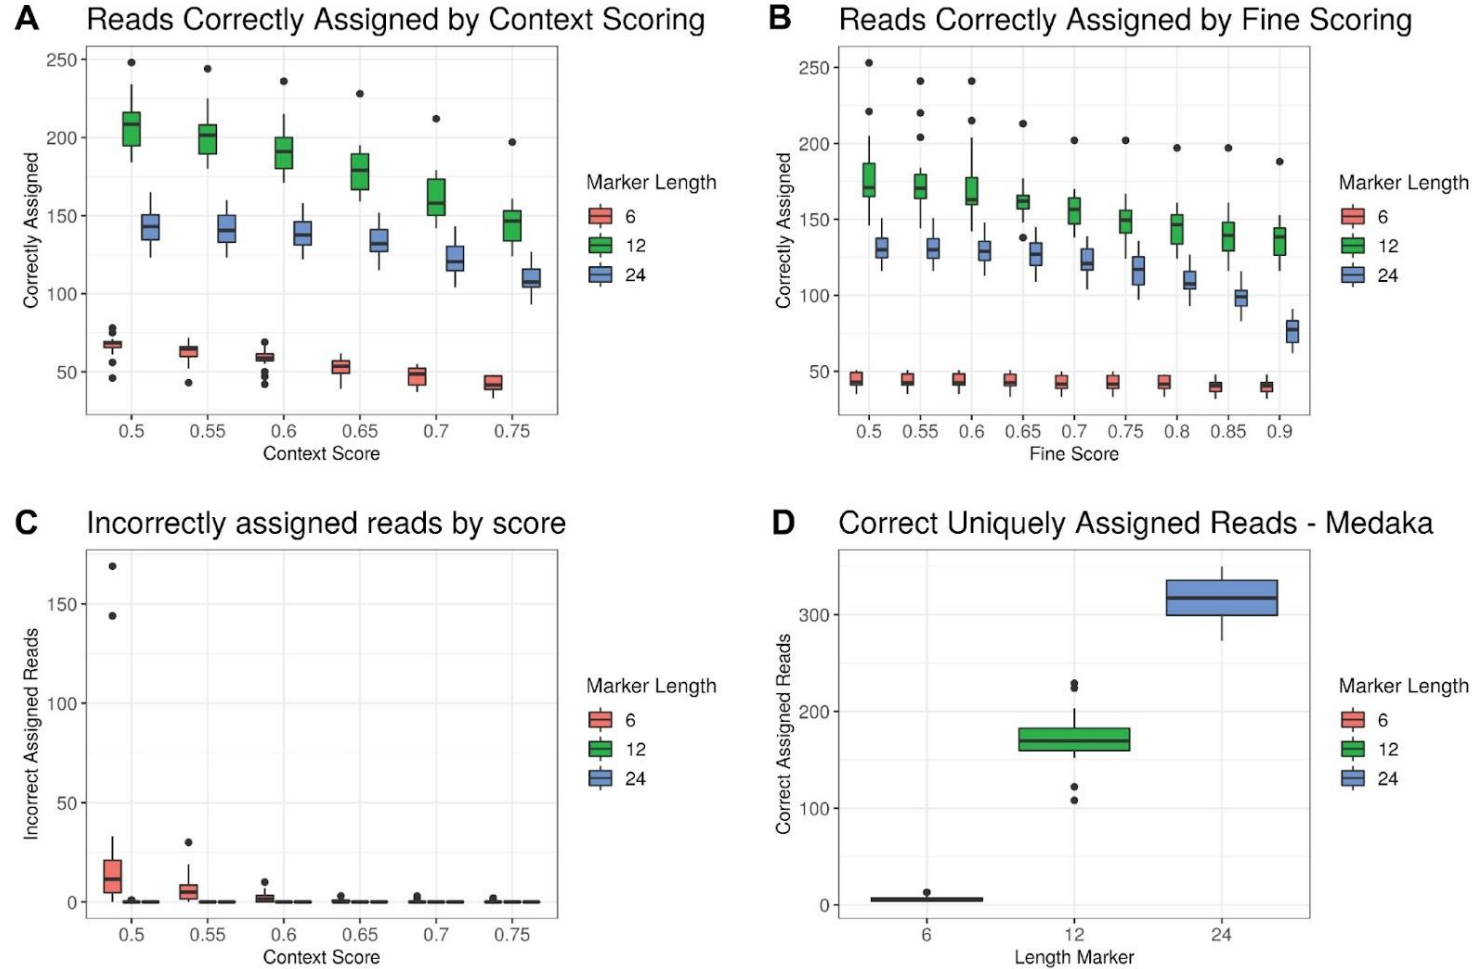 A Reads Correctly Assigned by Context Scoring
Correctly Assigned
250
200
150
100
50
0.5 0.55 0.6 0.65 0.7 0.75
Context Score
Marker Length
6
12
24
B Reads Correctly Assigned by Fine Scoring
Correctly Assigned
250
200
150
100
50
0.5 0.55 0.6 0.65 0.7 0.75 0.8 0.85 0.9
Fine Score
Marker Length
6
12
24
C Incorrectly assigned reads by score
Incorrect Assigned Reads
150
100
50
0
0.5 0.55 0.6 0.65 0.7 0.75
Context Score
Marker Length
6
12
24
D Correct Uniquely Assigned Reads - Medaka
Correct Assigned Reads
300
200
100
0
6 12 24
Length Marker
Marker Length
6
12
24